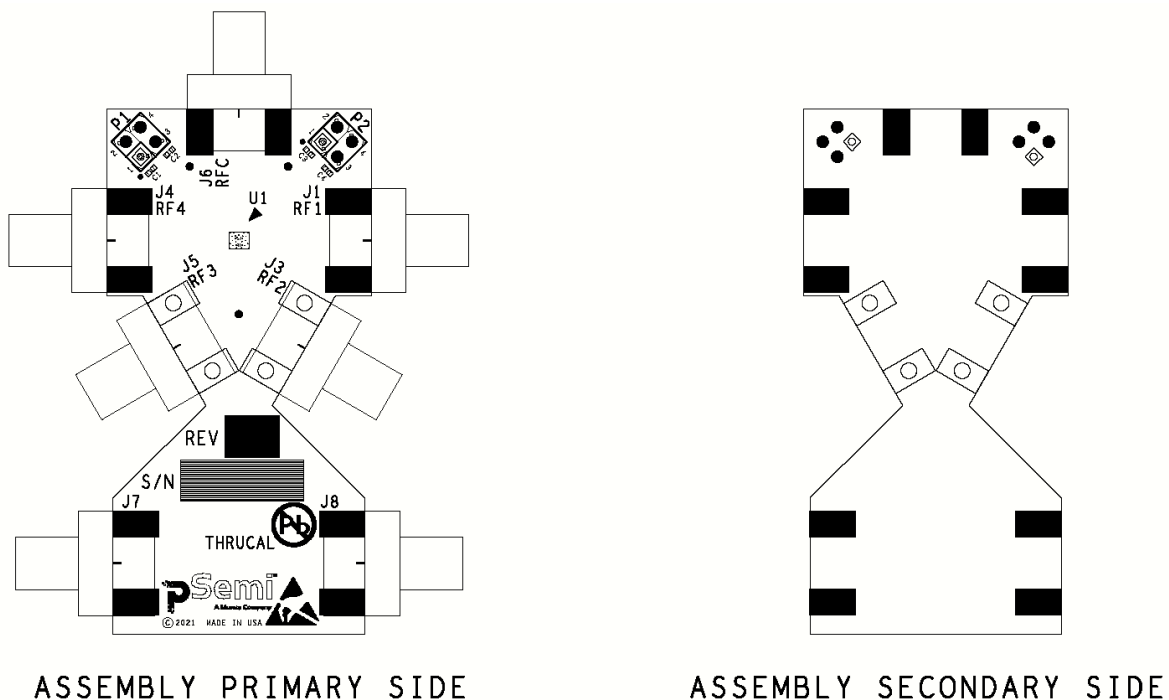 P1
P2
J6
RFC
J4
RF4
J1
RF1
U1
J5
RF3
J3
RF2
REV
S/N
J7
J8
Pb
THRUCAL
pSemi
A Murata Company
© 2021 MADE IN USA
ASSEMBLY PRIMARY SIDE
ASSEMBLY SECONDARY SIDE